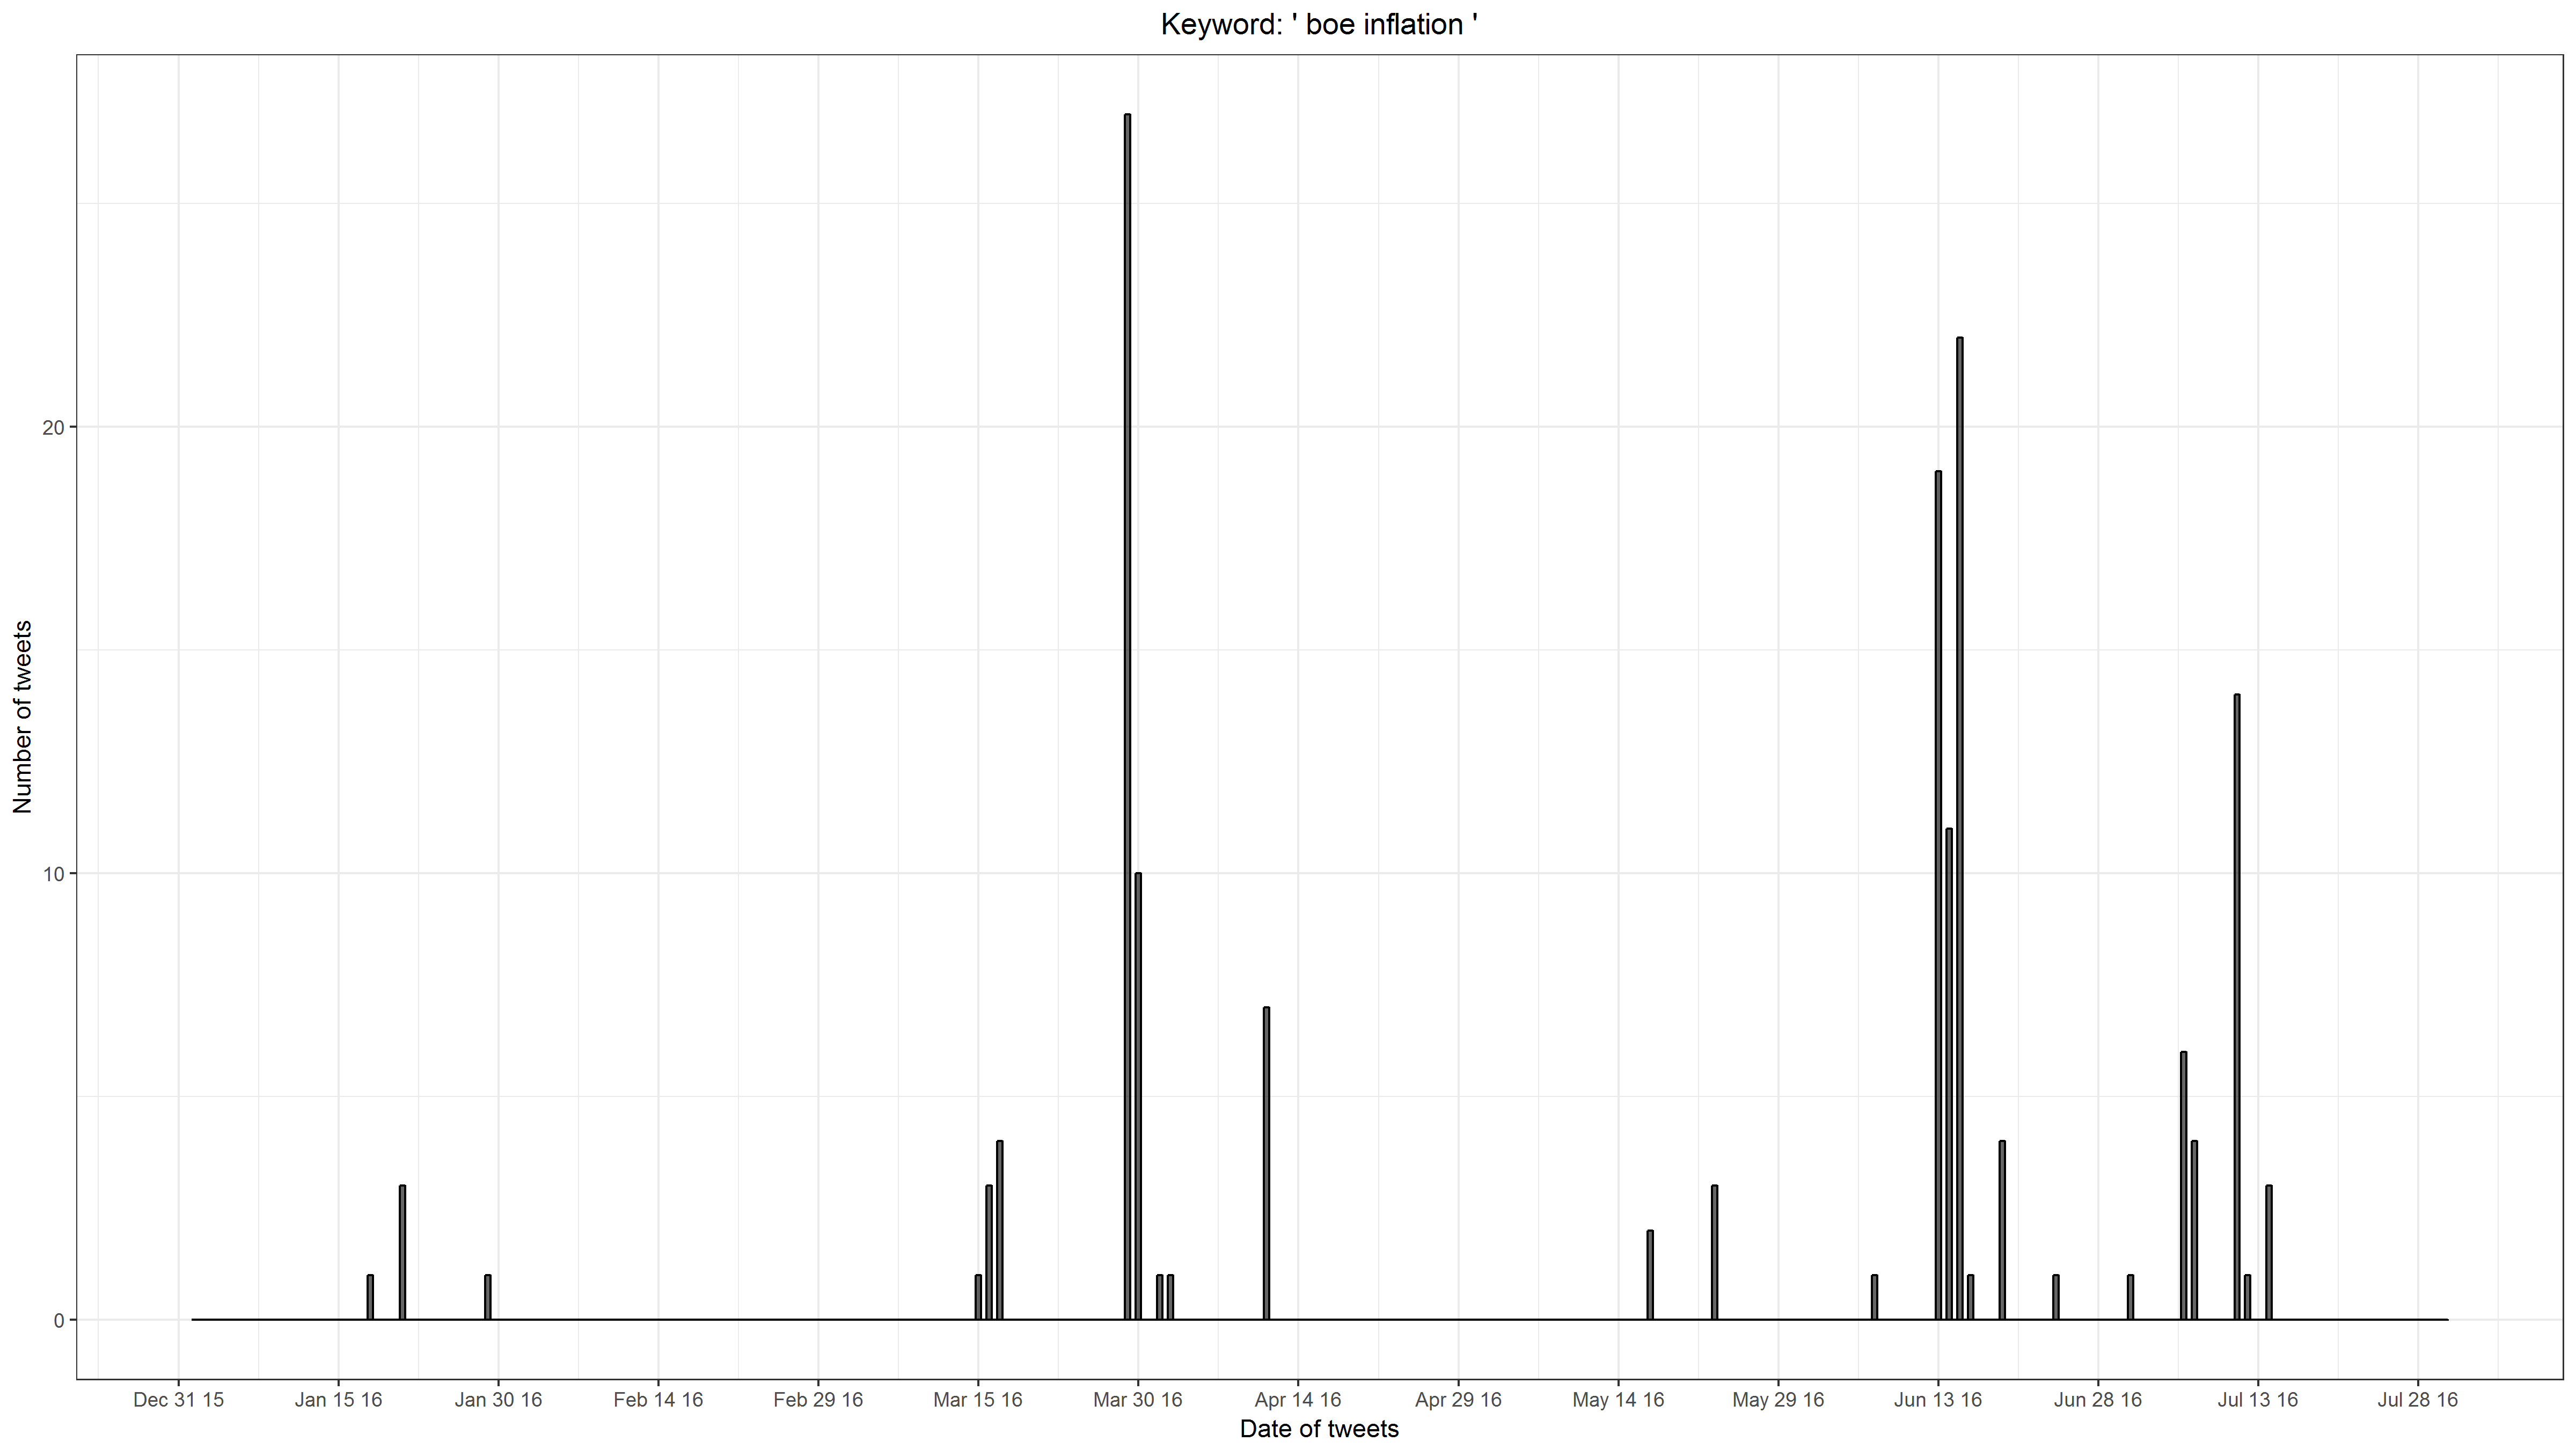 Keyword: ' boe inflation '
Number of tweets
20
10
0
Dec 31 15 Jan 15 16 Jan 30 16 Feb 14 16 Feb 29 16 Mar 15 16 Mar 30 16 Apr 14 16 Apr 29 16 May 14 16 May 29 16 Jun 13 16 Jun 28 16 Jul 13 16 Jul 28 16
Date of tweets